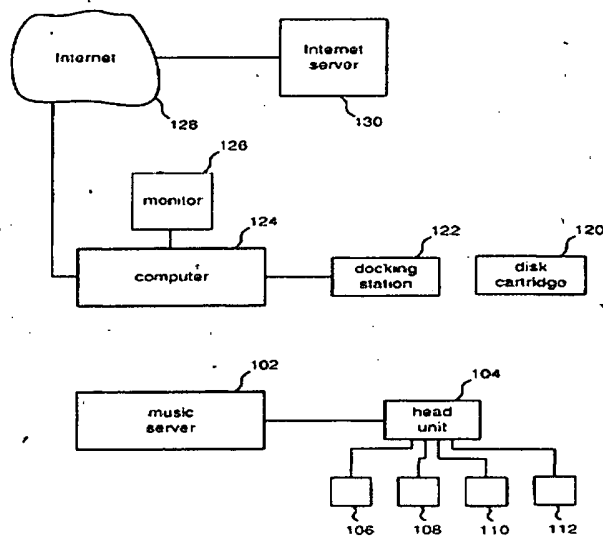 Internet
Internet
server
128
130
126
monitor
124
computer
122
docking
station
120
disk
cartridge
102
music
server
104
head
unit
106
108
110
112